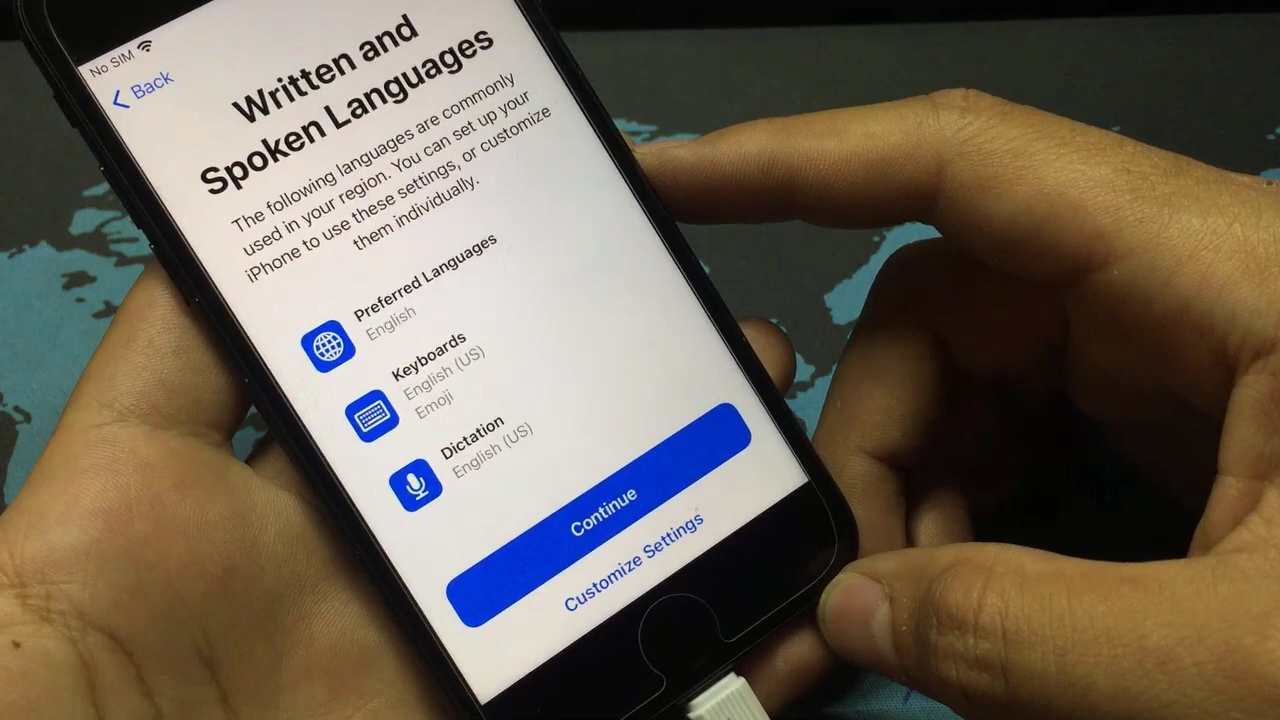 No SIM
Back
Written and
Spoken Languages
The following languages are commonly
used in your region. You can set up your
iPhone to use these settings, or customize
them individually.
Preferred Languages
English
Keyboards
English (US)
Emoji
Dictation
English (US)
Continue
Customize Settings